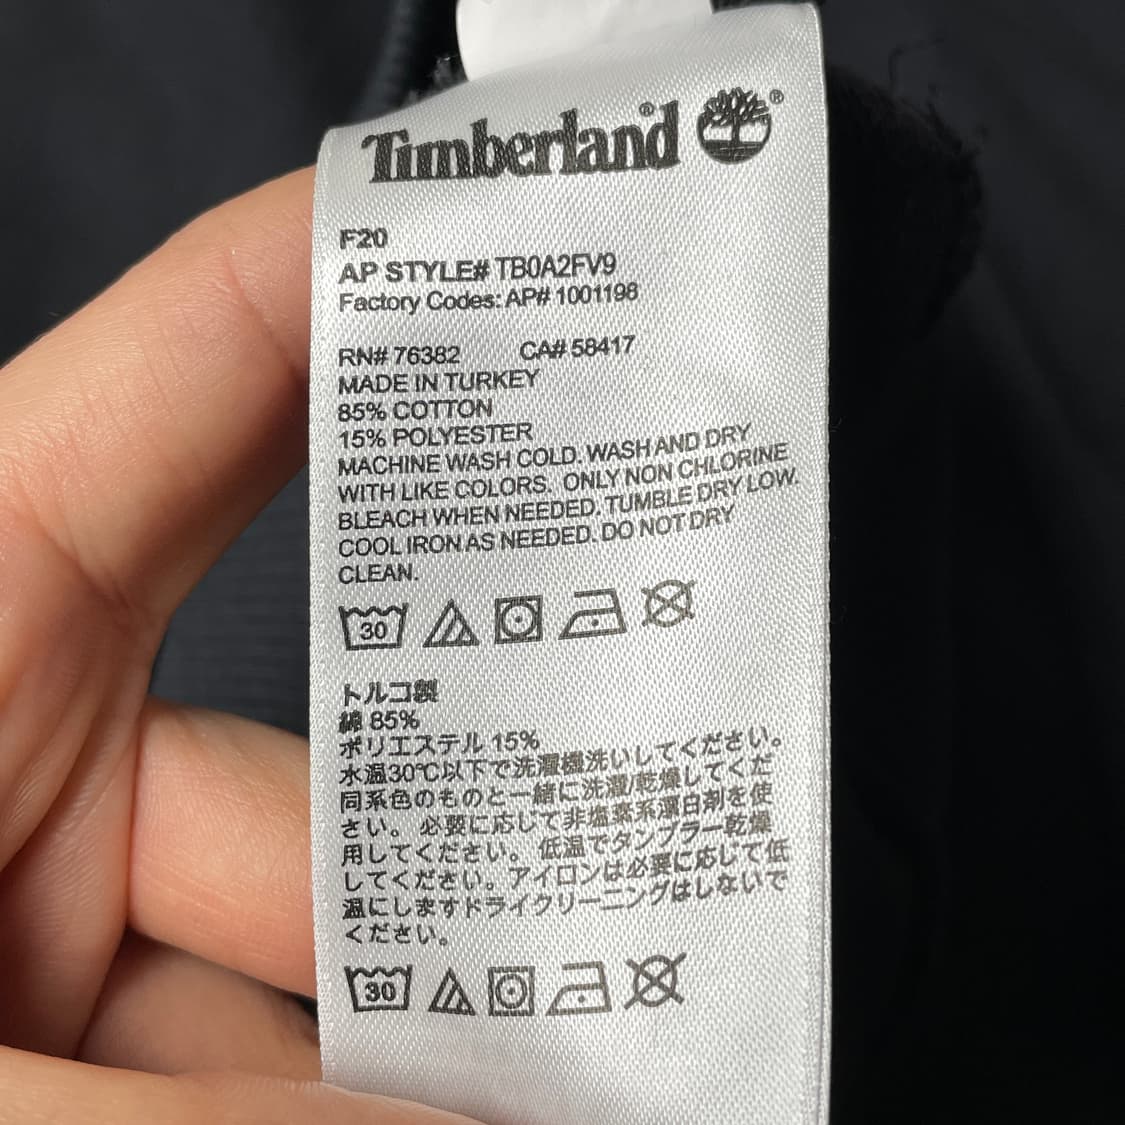 Timberland®
®
F20
AP STYLE# TB0A2FV9
Factory Codes: AP# 1001198
RN# 76382 CA# 58417
MADE IN TURKEY
85% COTTON
15% POLYESTER
MACHINE WASH COLD. WASH AND DRY
WITH LIKE COLORS. ONLY NON CHLORINE
BLEACH WHEN NEEDED. TUMBLE DRY LOW.
COOL IRON AS NEEDED. DO NOT DRY
CLEAN.
30
トルコ製
綿 85%
ポリエステル 15%
水温30℃以下で洗濯機洗いしてください。
同系色のものと一緒に洗濯/乾燥してくだ
さい。 必要に応じて非塩素系漂白剤を使
用してください。 低温でタンブラー乾燥
してください。アイロンは必要に応じて低
温にしますドライクリーニングはしないで
ください。
30